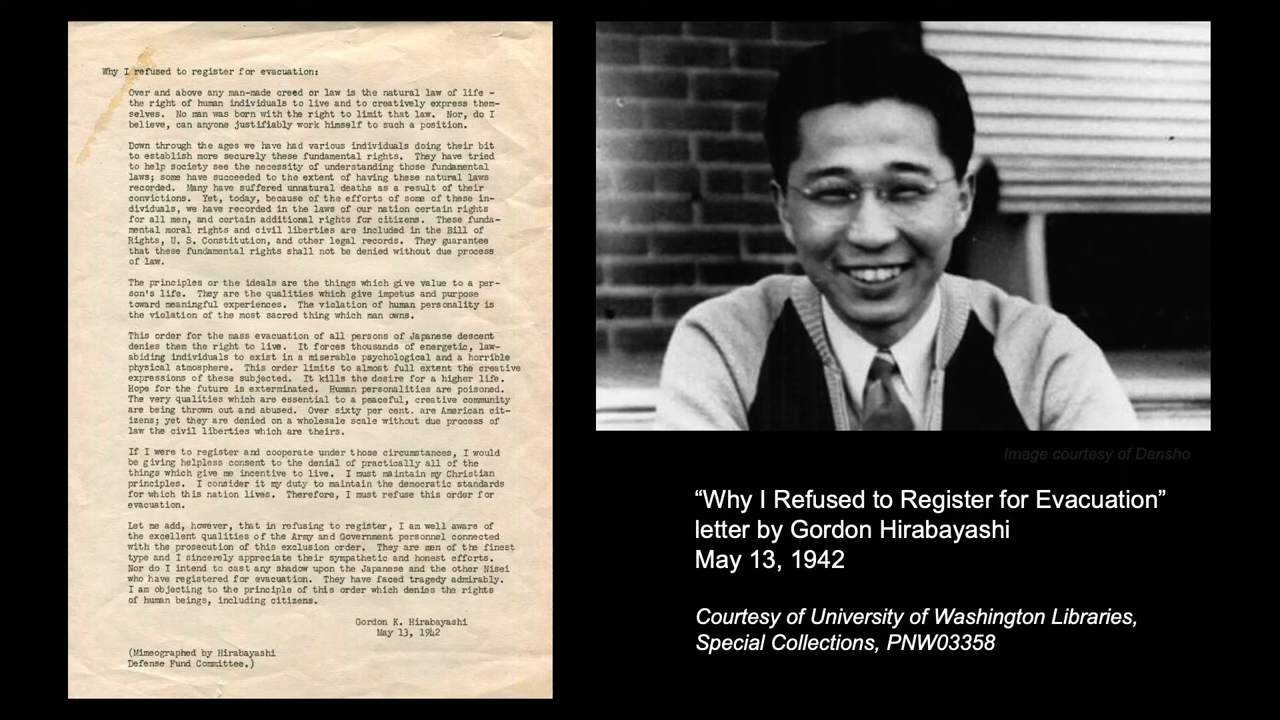 Why I refused to register for evacuation:
Over and above any man-made creed or law is the natural law of life -
the right of human individuals to live and to creatively express them-
selves. No man was born with the right to limit that law. Nor, do I
believe, can anyone justifiably work himself to such a position.
Down through the ages we have had various individuals doing their bit
to establish more securely these fundamental rights. They have tried
to help society see the necessity of understanding those fundamental
laws; some have succeeded to the extent of having these natural laws
recorded. Many have suffered unnatural deaths as a result of their
convictions. Yet, today, because of the efforts of some of these in-
dividuals, we have recorded in the laws of our nation certain rights
for all men, and certain additional rights for citizens. These funda-
mental moral rights and civil liberties are included in the Bill of
Rights, U. S. Constitution, and other legal records. They guarantee
that these fundamental rights shall not be denied without due process
of law.
The principles or the ideals are the things which give value to a per-
son's life. They are the qualities which give impetus and purpose
toward meaningful experiences. The violation of human personality is
the violation of the most sacred thing which man owns.
This order for the mass evacuation of all persons of Japanese descent
denies them the right to live. It forces thousands of energetic, law-
abiding individuals to exist in a miserable psychological and a horrible
physical atmosphere. This order limits to almost full extent the creative
expressions of these subjected. It kills the desire for a higher life.
Hope for the future is exterminated. Human personalities are poisoned.
The very qualities which are essential to a peaceful, creative community
are being thrown out and abused. Over sixty per cent. are American cit-
izens; yet they are denied on a wholesale scale without due process of
law the civil liberties which are theirs.
If I were to register and cooperate under those circumstances, I would
be giving helpless consent to the denial of practically all of the
things which give me incentive to live. I must maintain my Christian
principles. I consider it my duty to maintain the democratic standards
for which this nation lives. Therefore, I must refuse this order for
evacuation.
Let me add, however, that in refusing to register, I am well aware of
the excellent qualities of the Army and Government personnel connected
with the prosecution of this exclusion order. They are men of the finest
type and I sincerely appreciate their sympathetic and honest efforts.
Nor do I intend to cast any shadow upon the Japanese and the other Nisei
who have registered for evacuation. They have faced tragedy admirably.
I am objecting to the principle of this order which denies the rights
of human beings, including citizens.
Gordon K. Hirabayashi
May 13, 1942
(Mimeographed by Hirabayashi
Defense Fund Committee.)
Image courtesy of Densho
“Why I Refused to Register for Evacuation”
letter by Gordon Hirabayashi
May 13, 1942
Courtesy of University of Washington Libraries,
Special Collections, PNW03358